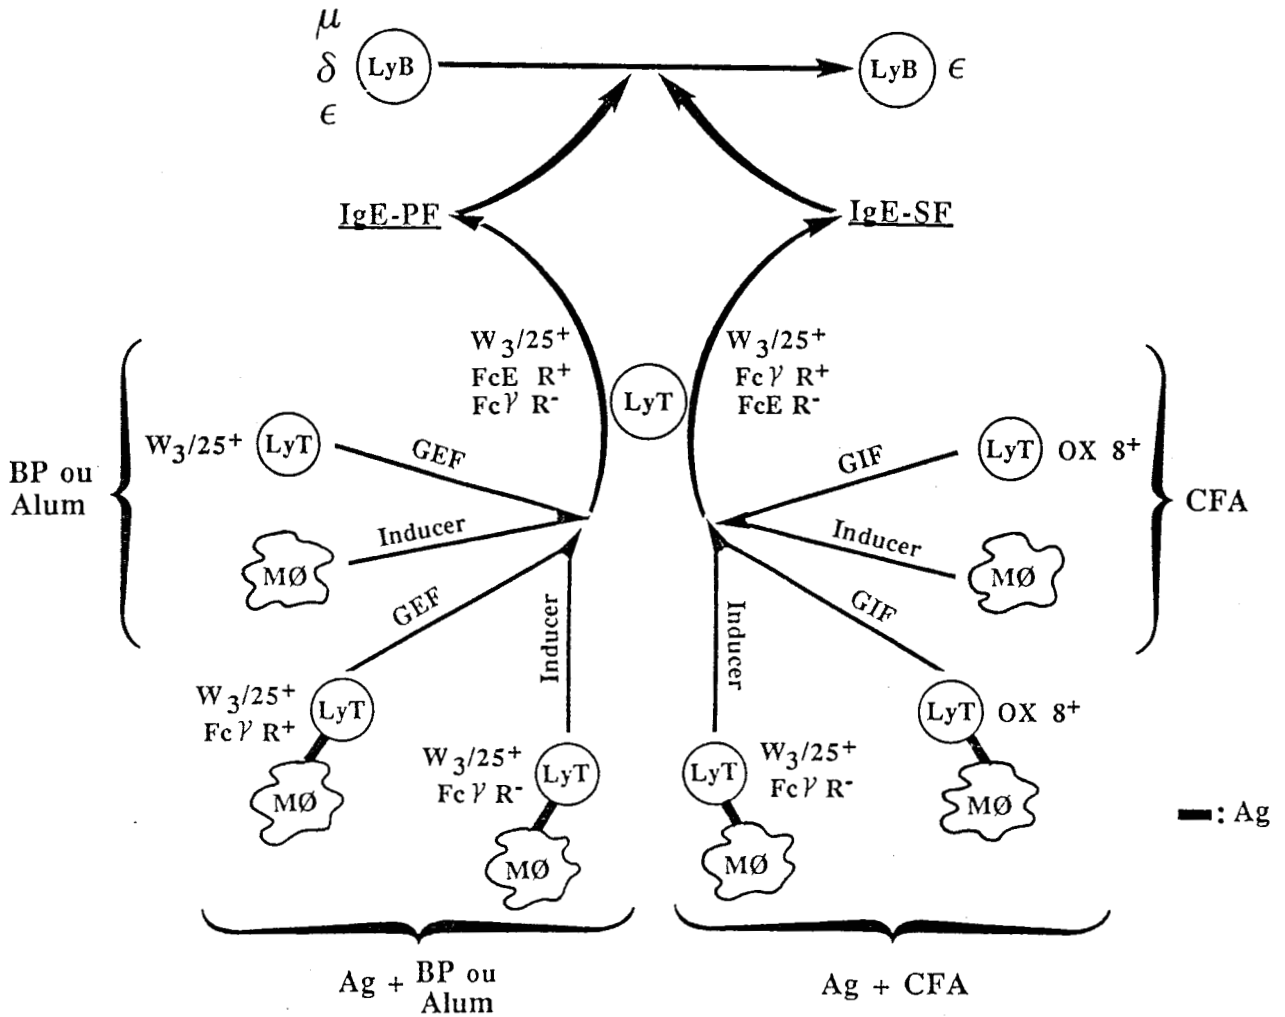 μ
δ LyB LyB ϵ
ϵ
IgE-PF IgE-SF
W3/25+ W3/25+
FcE R+ Fcγ R+
Fcγ R- FcE R-
LyT
W3/25+ LyT GEF
BP ou
Alum
Inducer
MØ
GIF LyT OX 8+
CFA
Inducer
MØ
GEF
Inducer
Inducer
GIF
W3/25+
Fcγ R+
LyT
MØ
W3/25+
Fcγ R-
LyT
MØ
LyT
W3/25+
Fcγ R-
MØ
LyT OX 8+
MØ
: Ag
Ag + BP ou
Alum
Ag + CFA